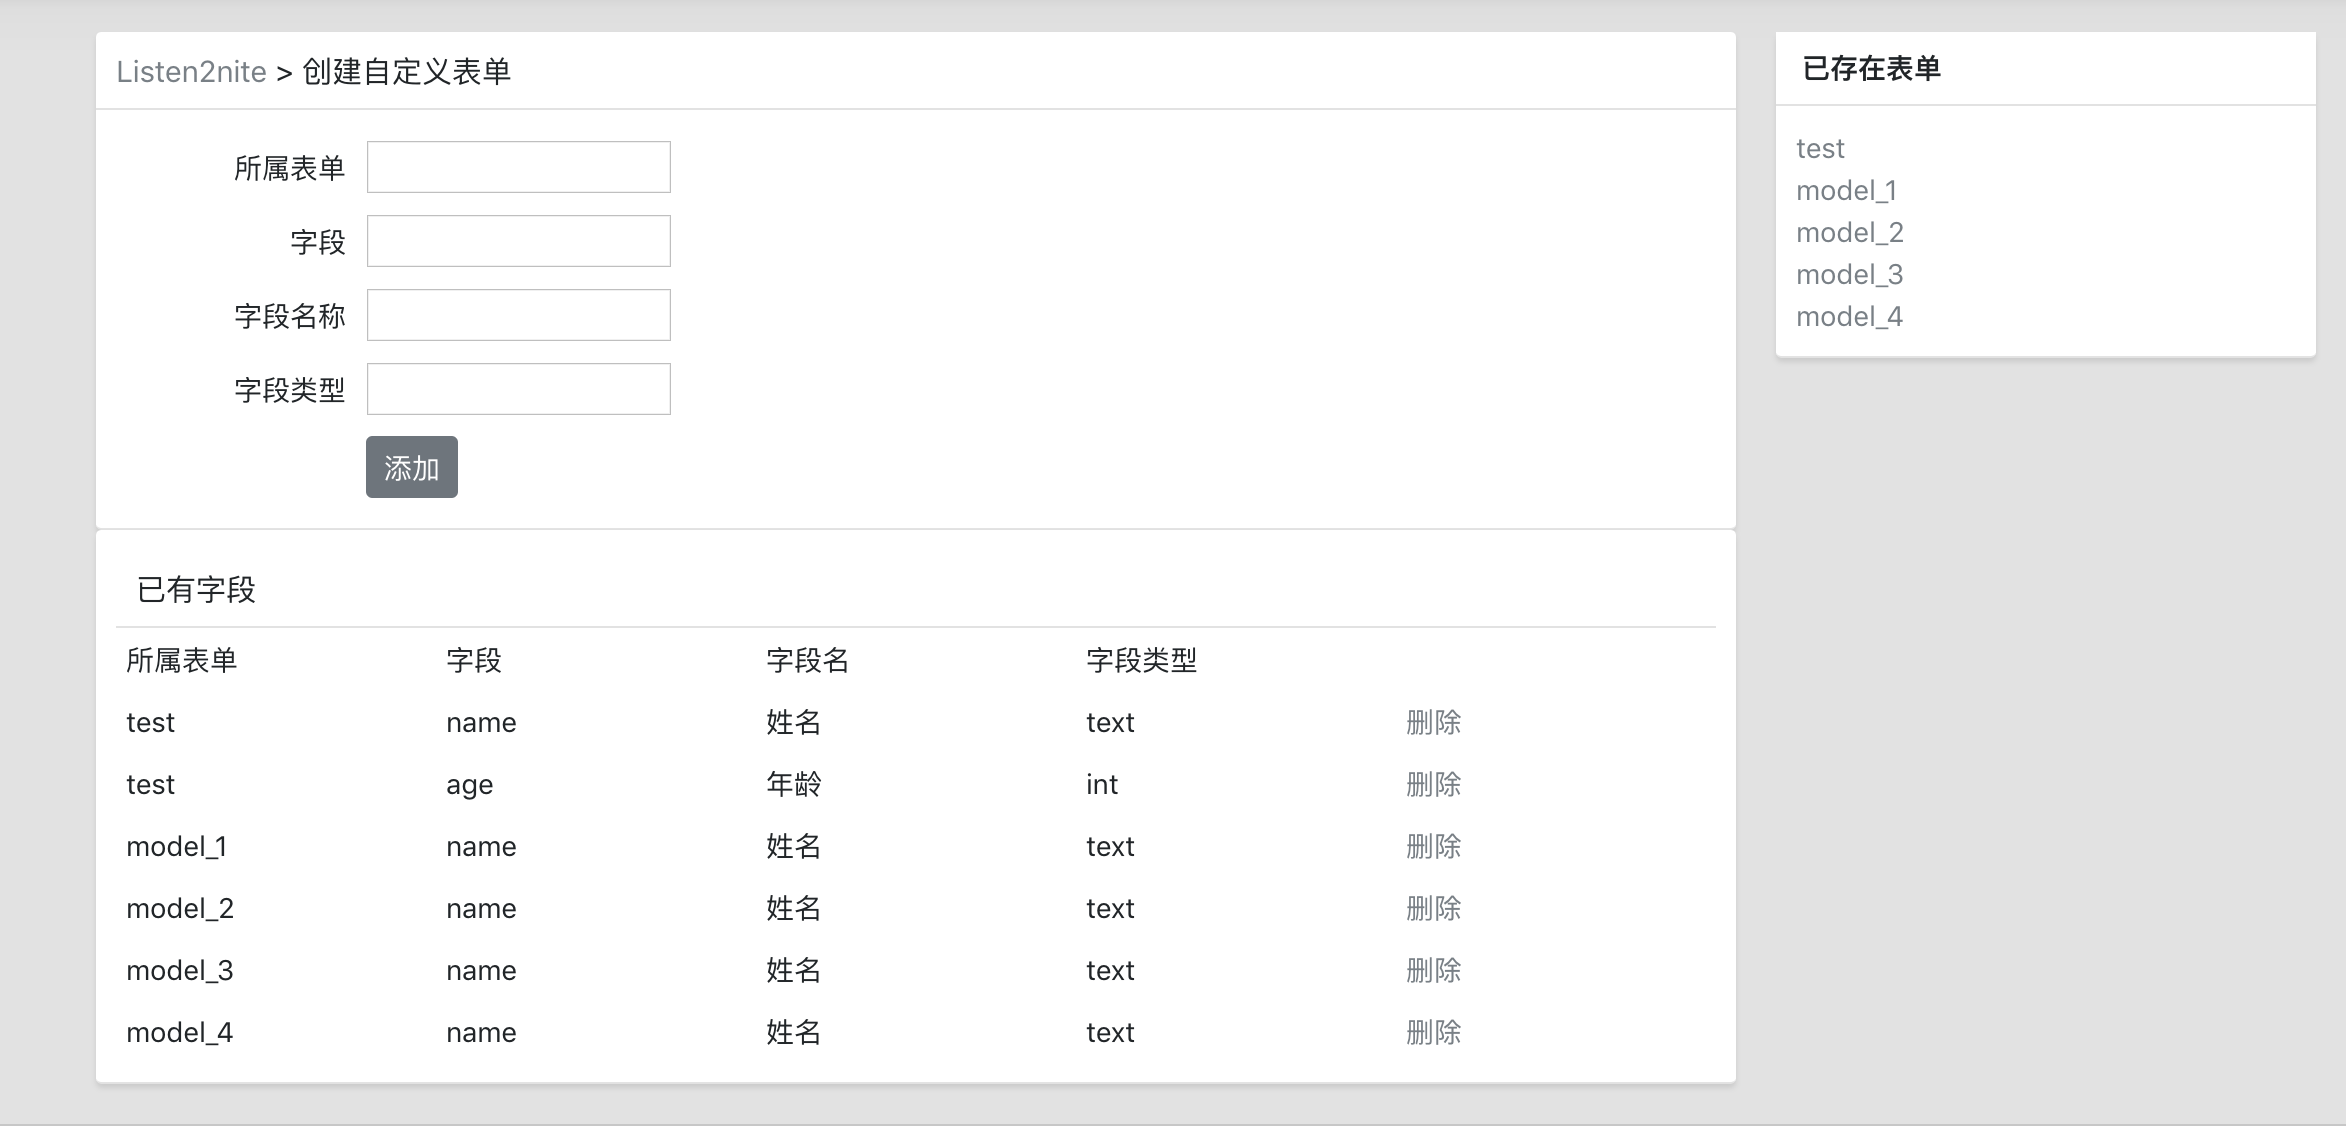 Listen2nite > 创建自定义表单
所属表单
字段
字段名称
字段类型
添加
已有字段
所属表单 字段 字段名 字段类型
test name 姓名 text 删除
test age 年龄 int 删除
model_1 name 姓名 text 删除
model_2 name 姓名 text 删除
model_3 name 姓名 text 删除
model_4 name 姓名 text 删除
已存在表单
test
model_1
model_2
model_3
model_4